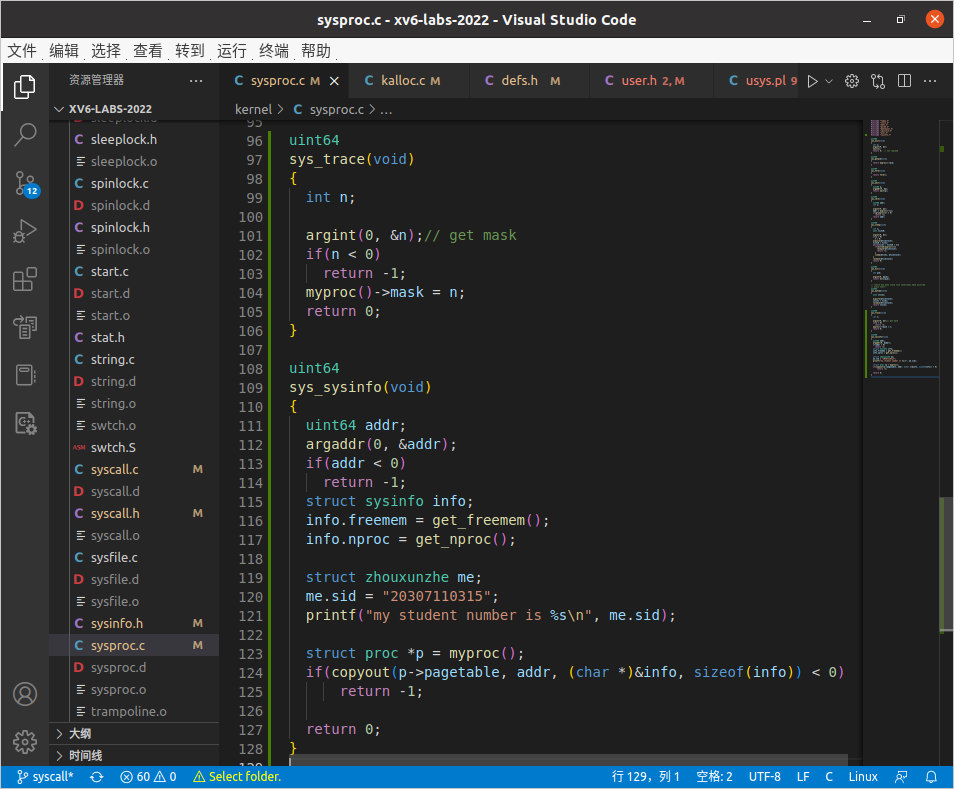 sysproc.c - xv6-labs-2022 - Visual Studio Code
文件 编辑 选择 查看 转到 运行 终端 帮助
资源管理器 ···
sysproc.c M
kalloc.c M
defs.h M
user.h 2, M
usys.pl 9
XV6-LABS-2022
kernel > sysproc.c > ...
sleeplock.d
sleeplock.h
sleeplock.o
spinlock.c
spinlock.d
spinlock.h
spinlock.o
start.c
start.d
start.o
stat.h
string.c
string.d
string.o
swtch.o
swtch.S
syscall.c M
syscall.d
syscall.h M
syscall.o
sysfile.c
sysfile.d
sysfile.o
sysinfo.h M
sysproc.c M
sysproc.d
sysproc.o
trampoline.o
大纲
时间线
12
95
96 uint64
97 sys_trace(void)
98 {
99 int n;
100
101 argint(0, &n);// get mask
102 if(n < 0)
103 return -1;
104 myproc()->mask = n;
105 return 0;
106 }
107
108 uint64
109 sys_sysinfo(void)
110 {
111 uint64 addr;
112 argaddr(0, &addr);
113 if(addr < 0)
114 return -1;
115 struct sysinfo info;
116 info.freemem = get_freemem();
117 info.nproc = get_nproc();
118
119 struct zhouxunzhe me;
120 me.sid = "20307110315";
121 printf("my student number is %s\n", me.sid);
122
123 struct proc *p = myproc();
124 if(copyout(p->pagetable, addr, (char *)&info, sizeof(info)) < 0)
125 return -1;
126
127 return 0;
128 }
129
syscall* 60 0 Select folder. 行 129，列 1 空格: 2 UTF-8 LF C Linux